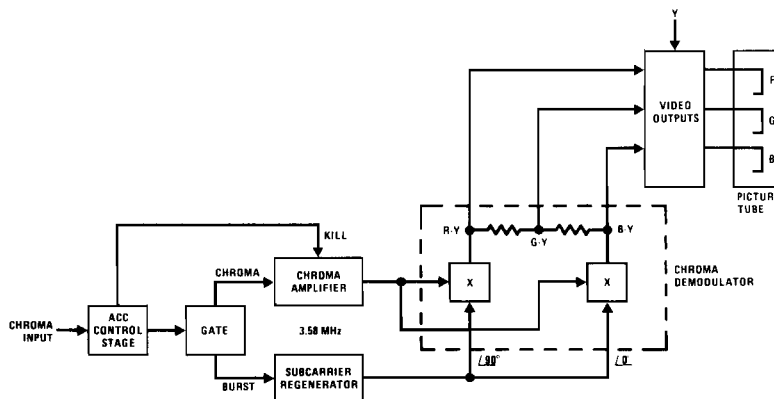 Y
VIDEO
OUTPUTS
G
B
PICTUR
TUBE
R-Y
G-Y
B-Y
KILL
CHROMA
DEMODULATOR
CHROMA
CHROMA
AMPLIFIER
X
X
CHROMA
INPUT
ACC
CONTROL
STAGE
GATE
3.58 MHz
/90°
/0°
BURST
SUBCARRIER
REGENERATOR